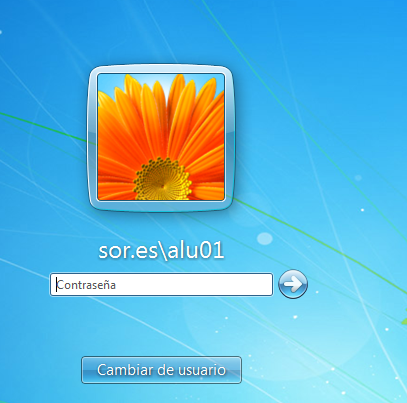 sor.es\alu01
Contraseña
Cambiar de usuario